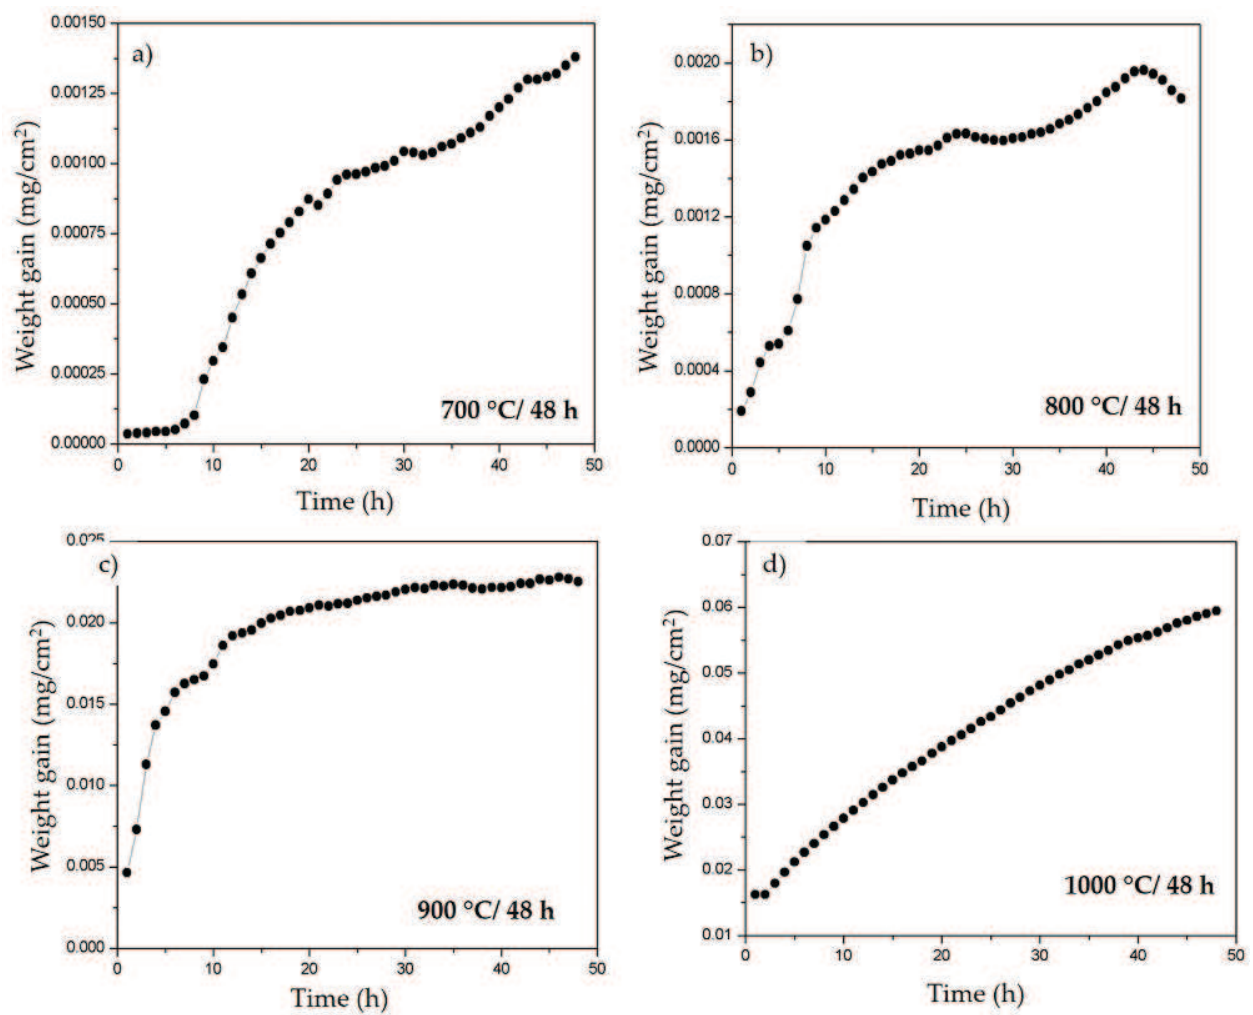 a)
Weight gain (mg/cm²)
0.00150
0.00125
0.00100
0.00075
0.00050
0.00025
0.00000
700 °C/ 48 h
0 10 20 30 40 50
Time (h)
b)
Weight gain (mg/cm²)
0.0020
0.0016
0.0012
0.0008
0.0004
0.0000
800 °C/ 48 h
0 10 20 30 40 50
Time (h)
c)
Weight gain (mg/cm²)
0.025
0.020
0.015
0.010
0.005
0.000
900 °C/ 48 h
0 10 20 30 40 50
Time (h)
d)
Weight gain (mg/cm²)
0.07
0.06
0.05
0.04
0.03
0.02
0.01
1000 °C/ 48 h
0 10 20 30 40 50
Time (h)